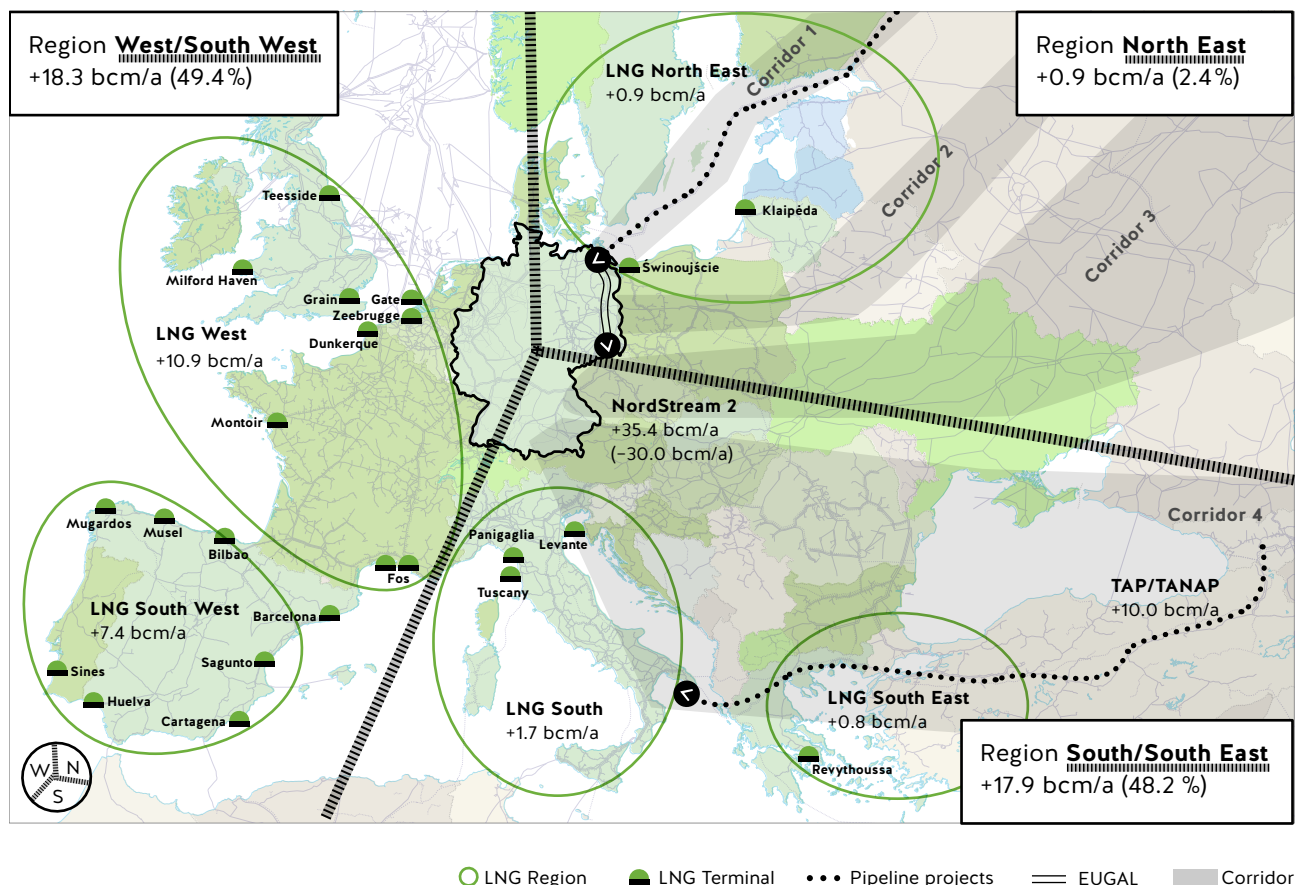 Region West/South West
+18.3 bcm/a (49.4 %)
Region North East
+0.9 bcm/a (2.4 %)
LNG North East
+0.9 bcm/a
Corridor 1
Corridor 2
Corridor 3
Teesside
Klaipėda
Milford Haven
Świnoujście
Grain
Gate
Zeebrugge
Dunkerque
LNG West
+10.9 bcm/a
Montoir
NordStream 2
+35.4 bcm/a
(−30.0 bcm/a)
Mugardos
Musel
Bilbao
Fos
Panigaglia
Levante
Tuscany
Corridor 4
TAP/TANAP
+10.0 bcm/a
LNG South West
+7.4 bcm/a
Barcelona
Sagunto
Sines
Huelva
Cartagena
LNG South
+1.7 bcm/a
LNG South East
+0.8 bcm/a
Revythoussa
Region South/South East
+17.9 bcm/a (48.2 %)
W N
S
LNG Region
LNG Terminal
Pipeline projects
EUGAL
Corridor